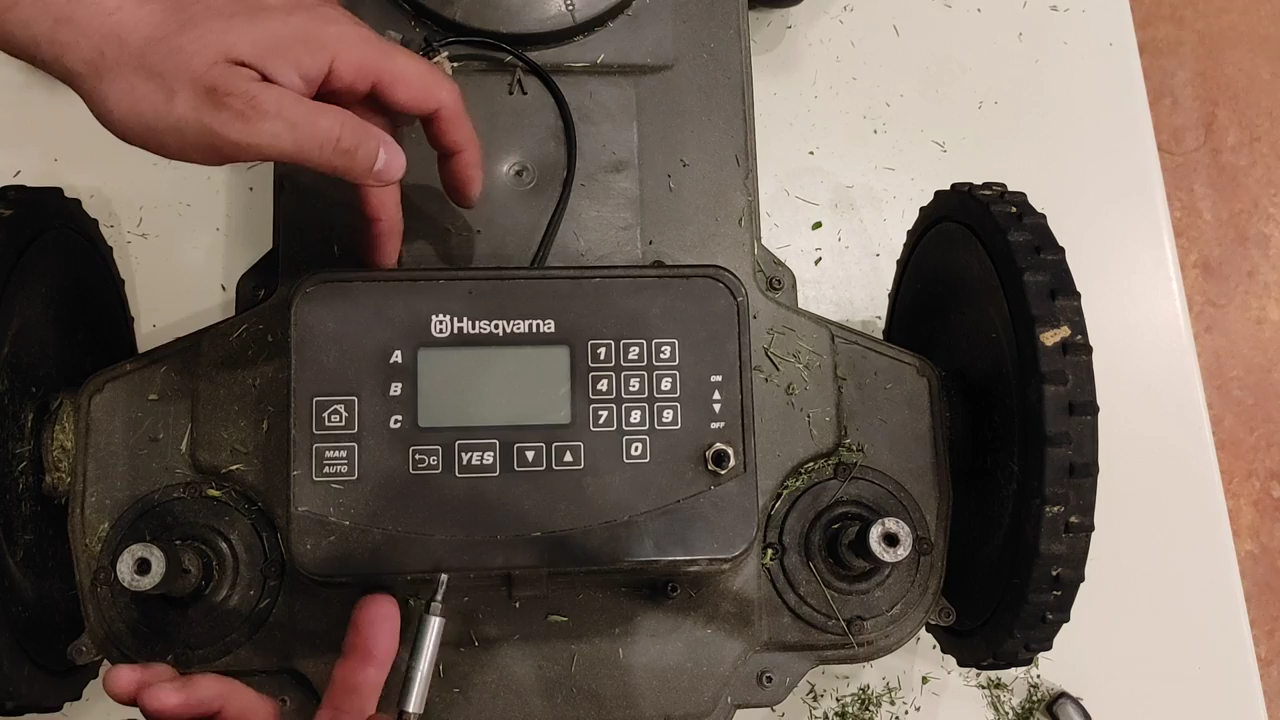 Husqvarna
A
B
C
1 2 3
4 5 6
7 8 9
0
ON
OFF
MAN
AUTO
C
YES